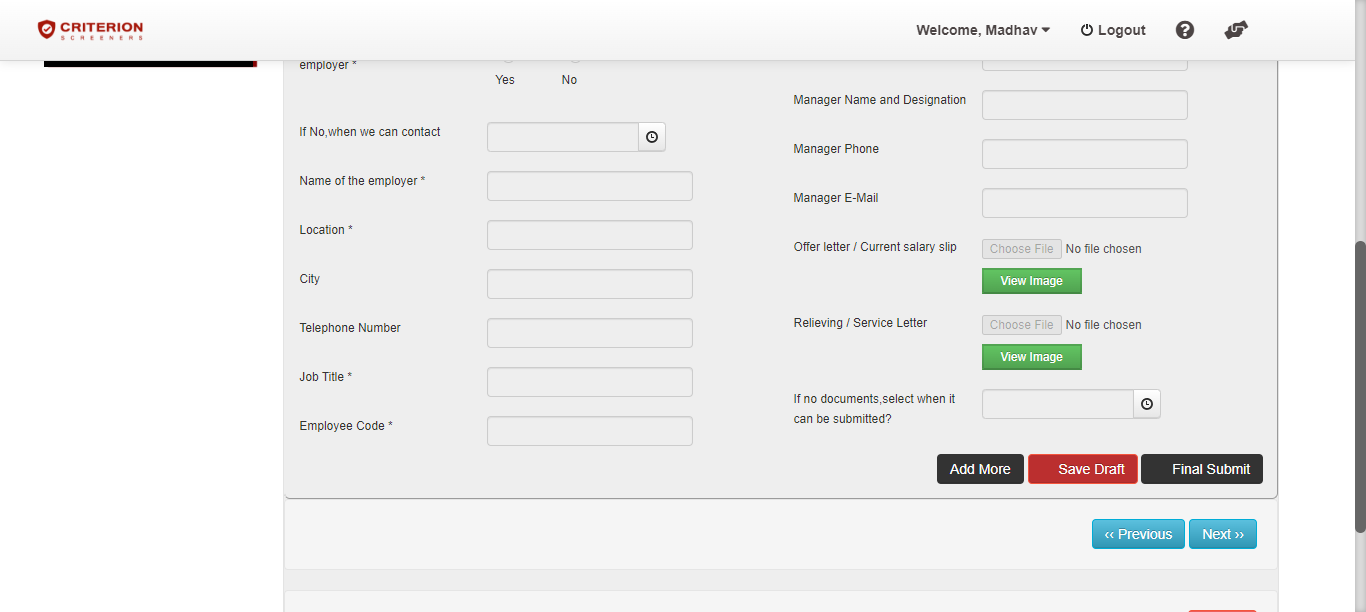 CRITERION
SCREENERS
Welcome, Madhav
Logout
employer *
Yes
No
If No,when we can contact
Name of the employer *
Location *
City
Telephone Number
Job Title *
Employee Code *
Manager Name and Designation
Manager Phone
Manager E-Mail
Offer letter / Current salary slip
Choose File No file chosen
View Image
Relieving / Service Letter
Choose File No file chosen
View Image
If no documents,select when it
can be submitted?
Add More
Save Draft
Final Submit
‹‹ Previous
Next ››